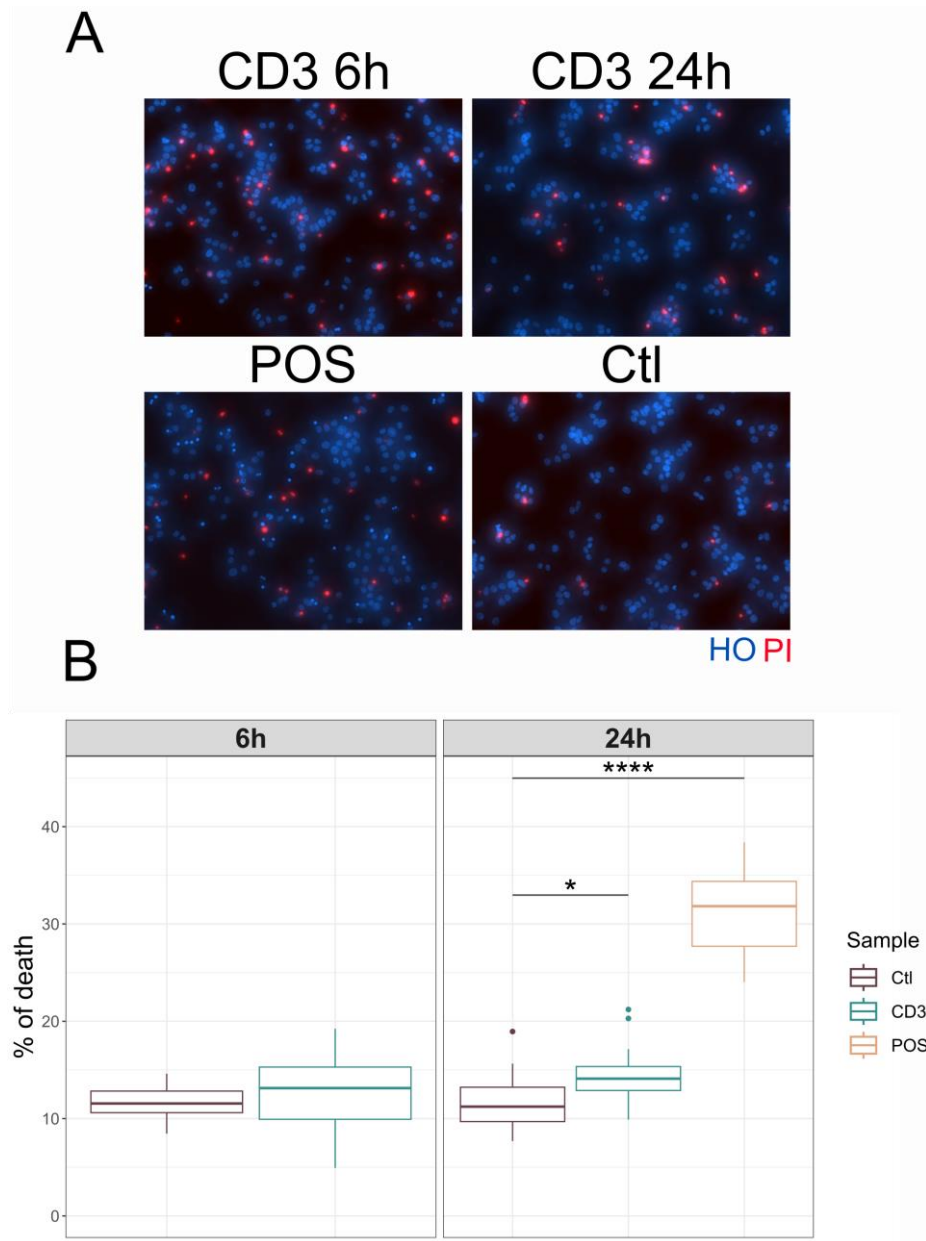 A
CD3 6h CD3 24h
POS Ctl
HO PI
B
6h 24h
****
*
% of death
40
30
20
10
0
Sample
Ctl
CD3
POS